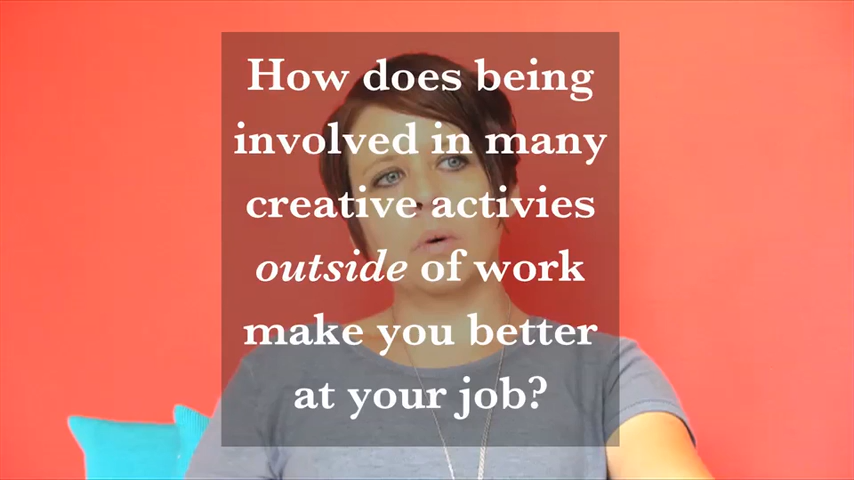 How does being
involved in many
creative activies
outside of work
make you better
at your job?